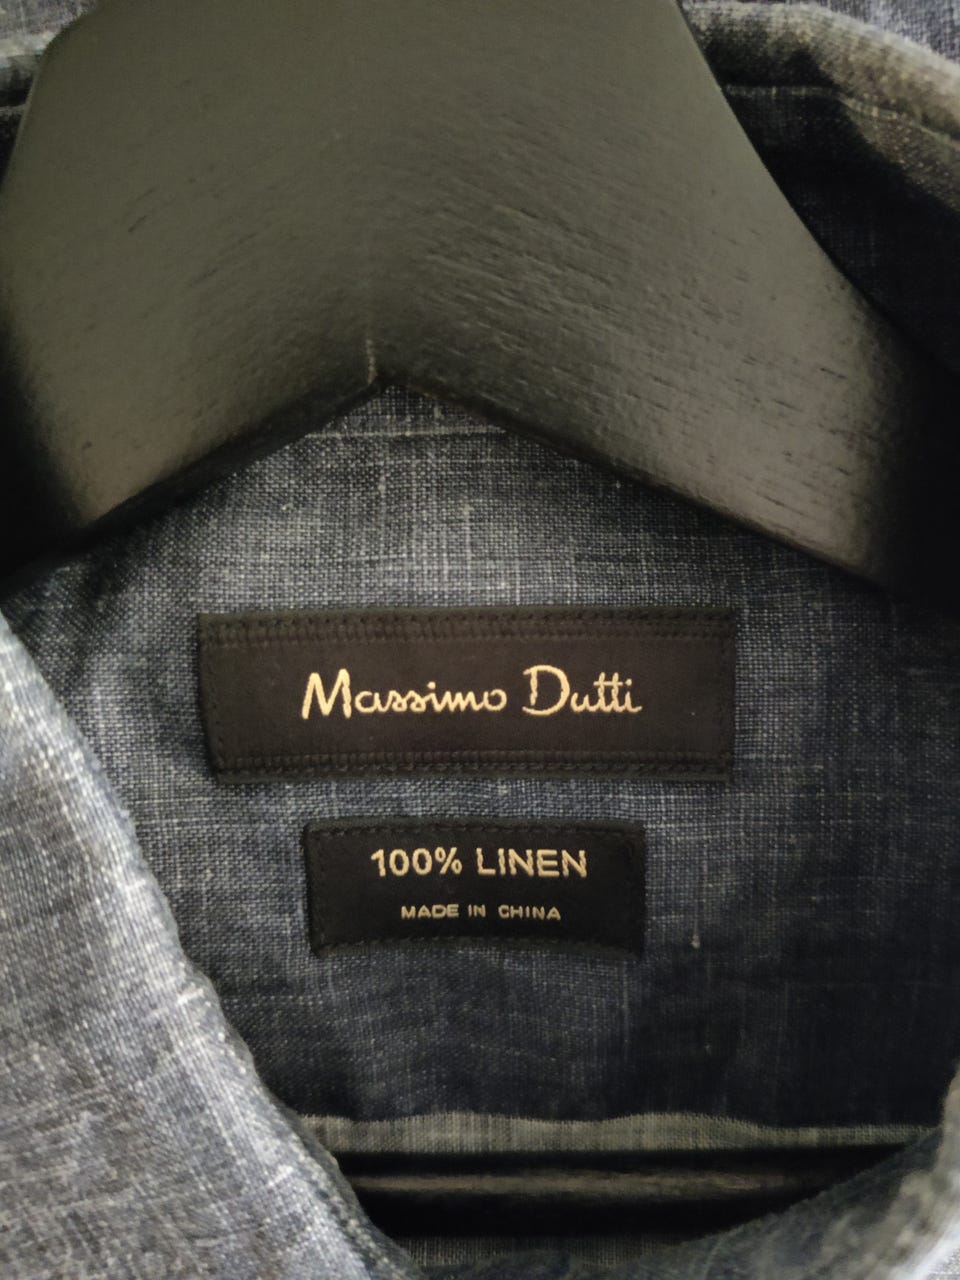 Massimo Dutti
100% LINEN
MADE IN CHINA